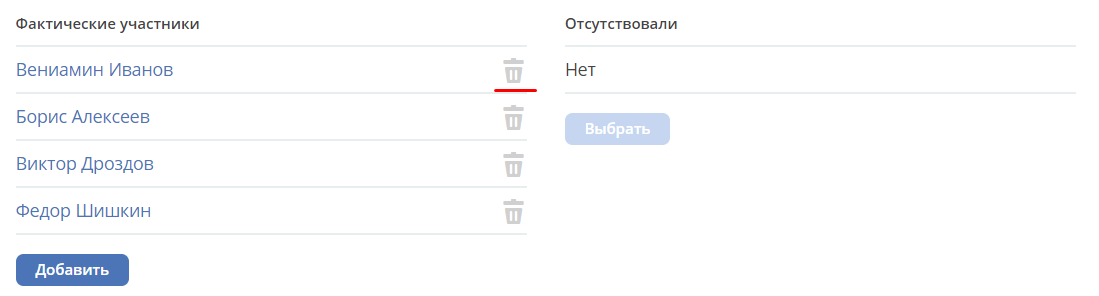 Фактические участники
Вениамин Иванов
Борис Алексеев
Виктор Дроздов
Федор Шишкин
Добавить
Отсутствовали
Нет
Выбрать